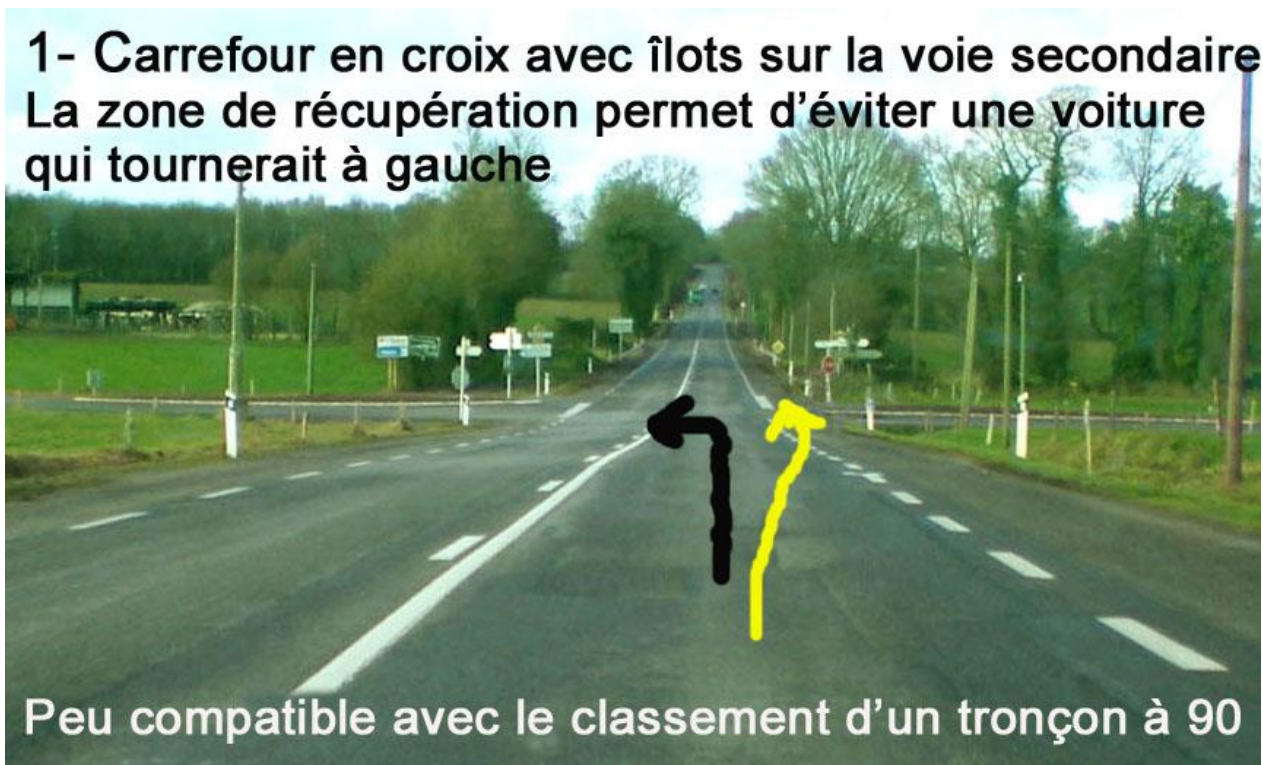 1- Carrefour en croix avec îlots sur la voie secondaire
La zone de récupération permet d'éviter une voiture
qui tournerait à gauche
Peu compatible avec le classement d'un tronçon à 90